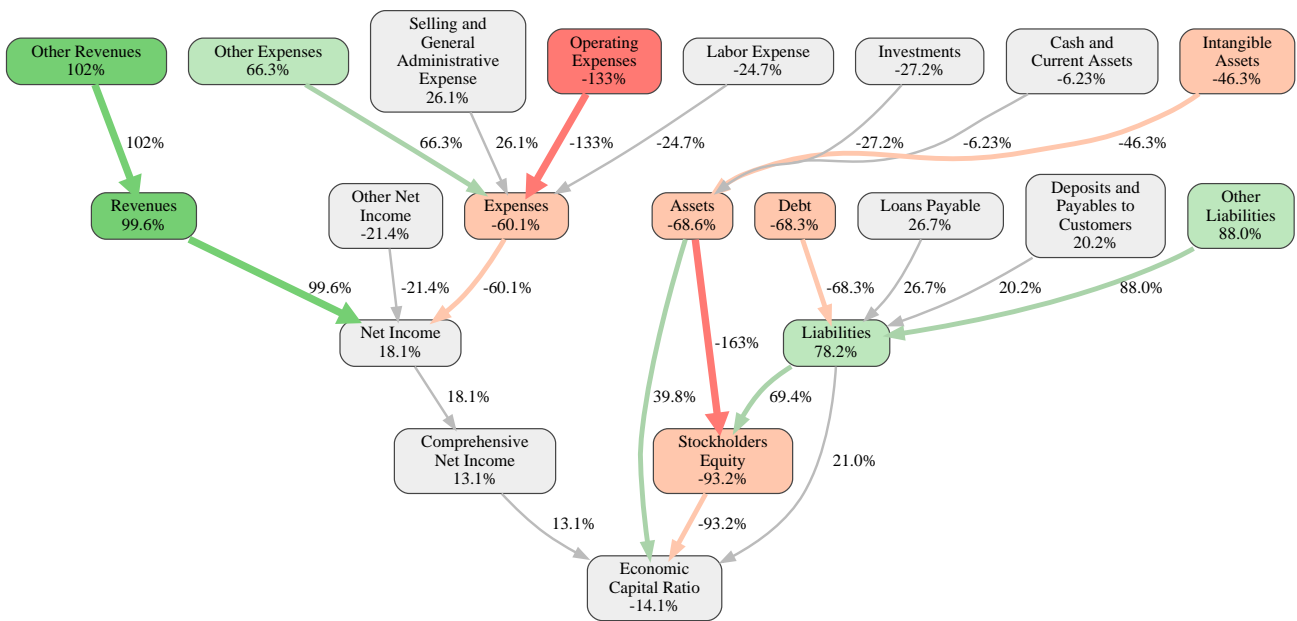 Other Revenues
102%
Other Expenses
66.3%
Selling and
General
Administrative
Expense
26.1%
Operating
Expenses
-133%
Labor Expense
-24.7%
Investments
-27.2%
Cash and
Current Assets
-6.23%
Intangible
Assets
-46.3%
102%
66.3%
26.1%
-133%
-24.7%
-27.2%
-6.23%
-46.3%
Revenues
99.6%
Other Net
Income
-21.4%
Expenses
-60.1%
Assets
-68.6%
Debt
-68.3%
Loans Payable
26.7%
Deposits and
Payables to
Customers
20.2%
Other
Liabilities
88.0%
99.6%
-21.4%
-60.1%
-68.3%
26.7%
20.2%
88.0%
Net Income
18.1%
-163%
Liabilities
78.2%
18.1%
39.8%
69.4%
Comprehensive
Net Income
13.1%
Stockholders
Equity
-93.2%
21.0%
13.1%
-93.2%
Economic
Capital Ratio
-14.1%